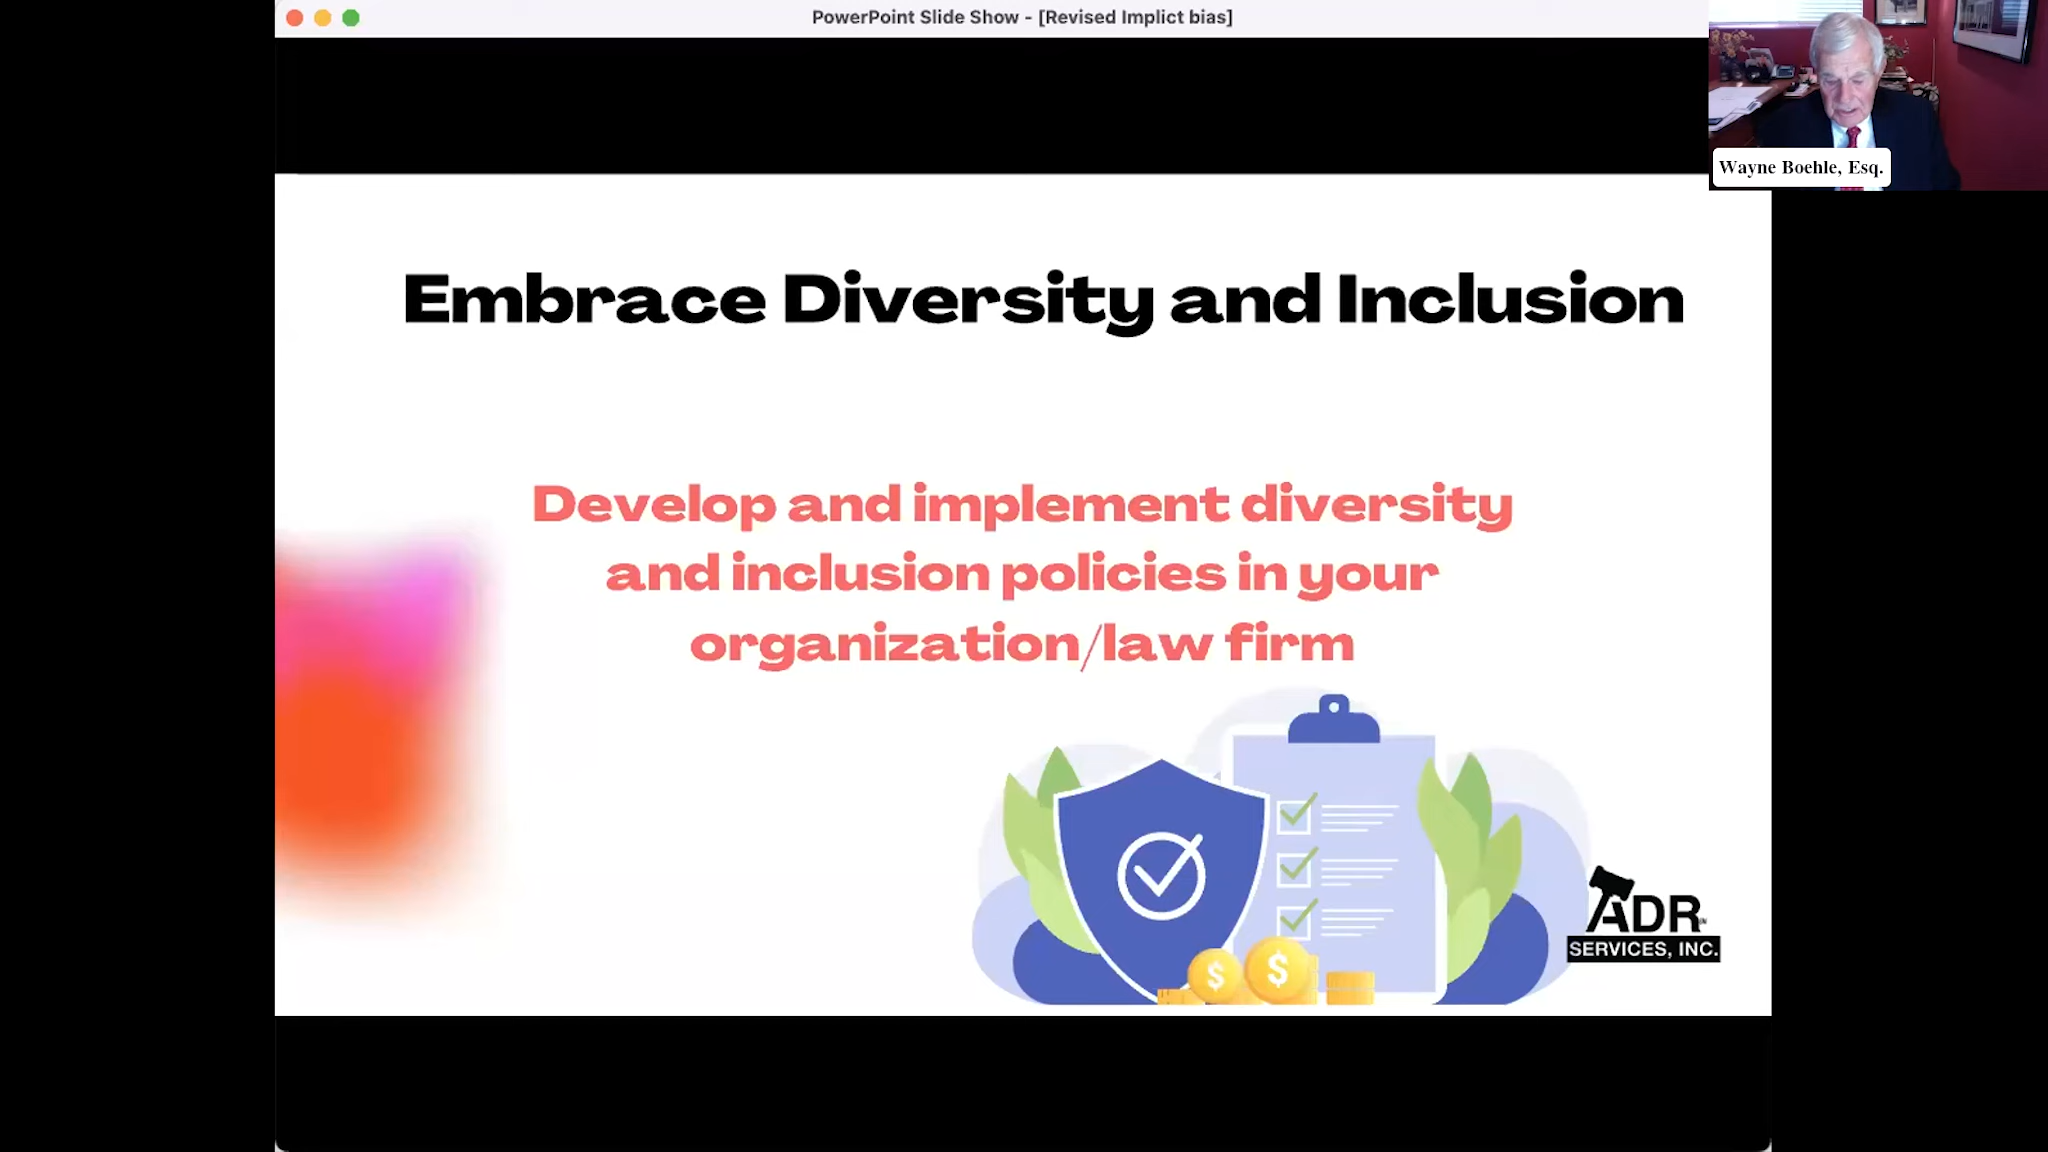 PowerPoint Slide Show - [Revised Implict bias]
Wayne Boehle, Esq.
Embrace Diversity and Inclusion
Develop and implement diversity
and inclusion policies in your
organization/law firm
$ $
ADR
SERVICES, INC.